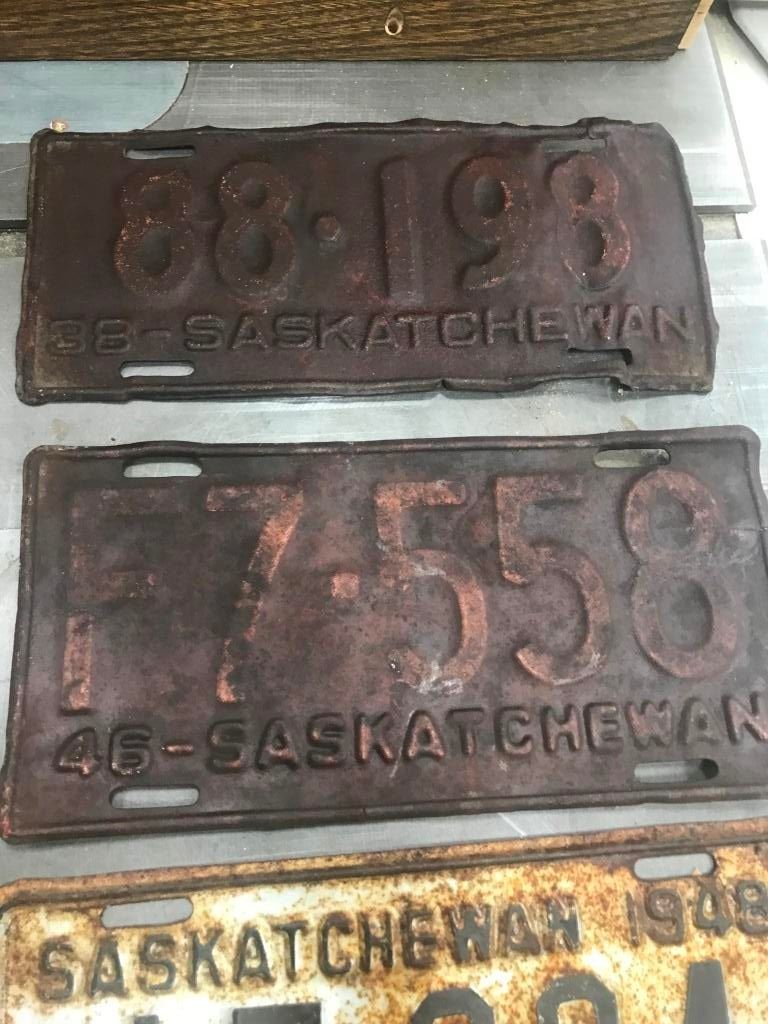 88·198
38-SASKATCHEWAN
F7·558
46-SASKATCHEWAN
SASKATCHEWAN 1948